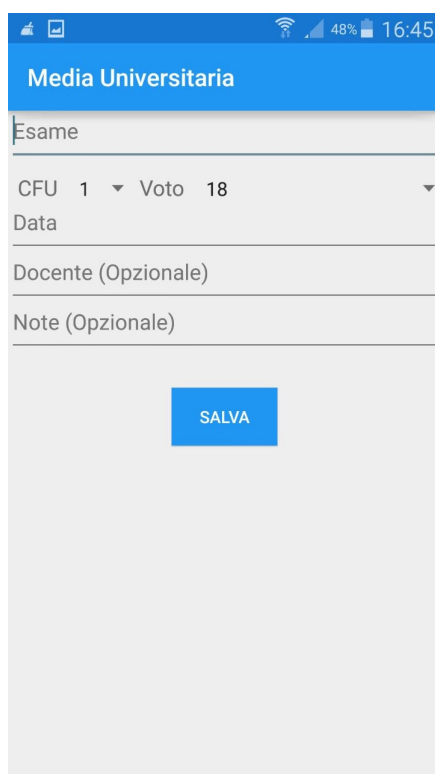 48% 16:45
Media Universitaria
Esame
CFU 1 Voto 18
Data
Docente (Opzionale)
Note (Opzionale)
SALVA